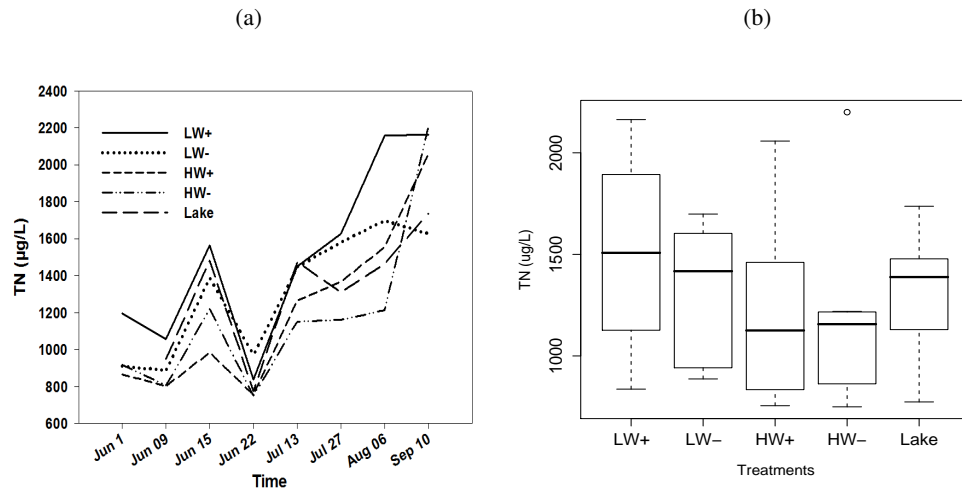 (a)
2400
2200
2000
1800
1600
1400
1200
1000
800
600
TN (µg/L)
LW+
LW-
HW+
HW-
Lake
Jun 1
Jun 09
Jun 15
Jun 22
Jul 13
Jul 27
Aug 06
Sep 10
Time
(b)
2000
1500
1000
TN (ug/L)
LW+
LW−
HW+
HW−
Lake
Treatments